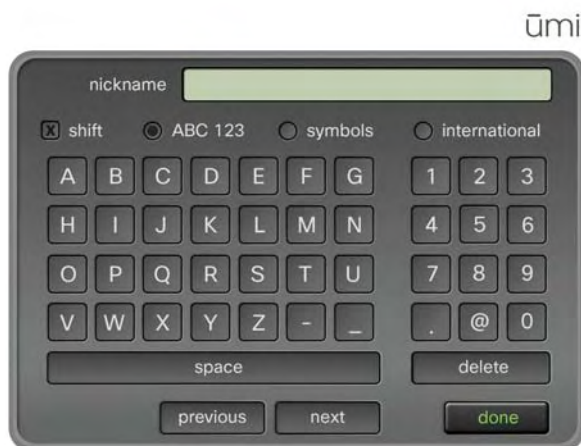 ūmi
nickname
X shift ABC 123 symbols international
A B C D E F G 1 2 3
H I J K L M N 4 5 6
O P Q R S T U 7 8 9
V W X Y Z - _ . @ 0
space delete
previous next done